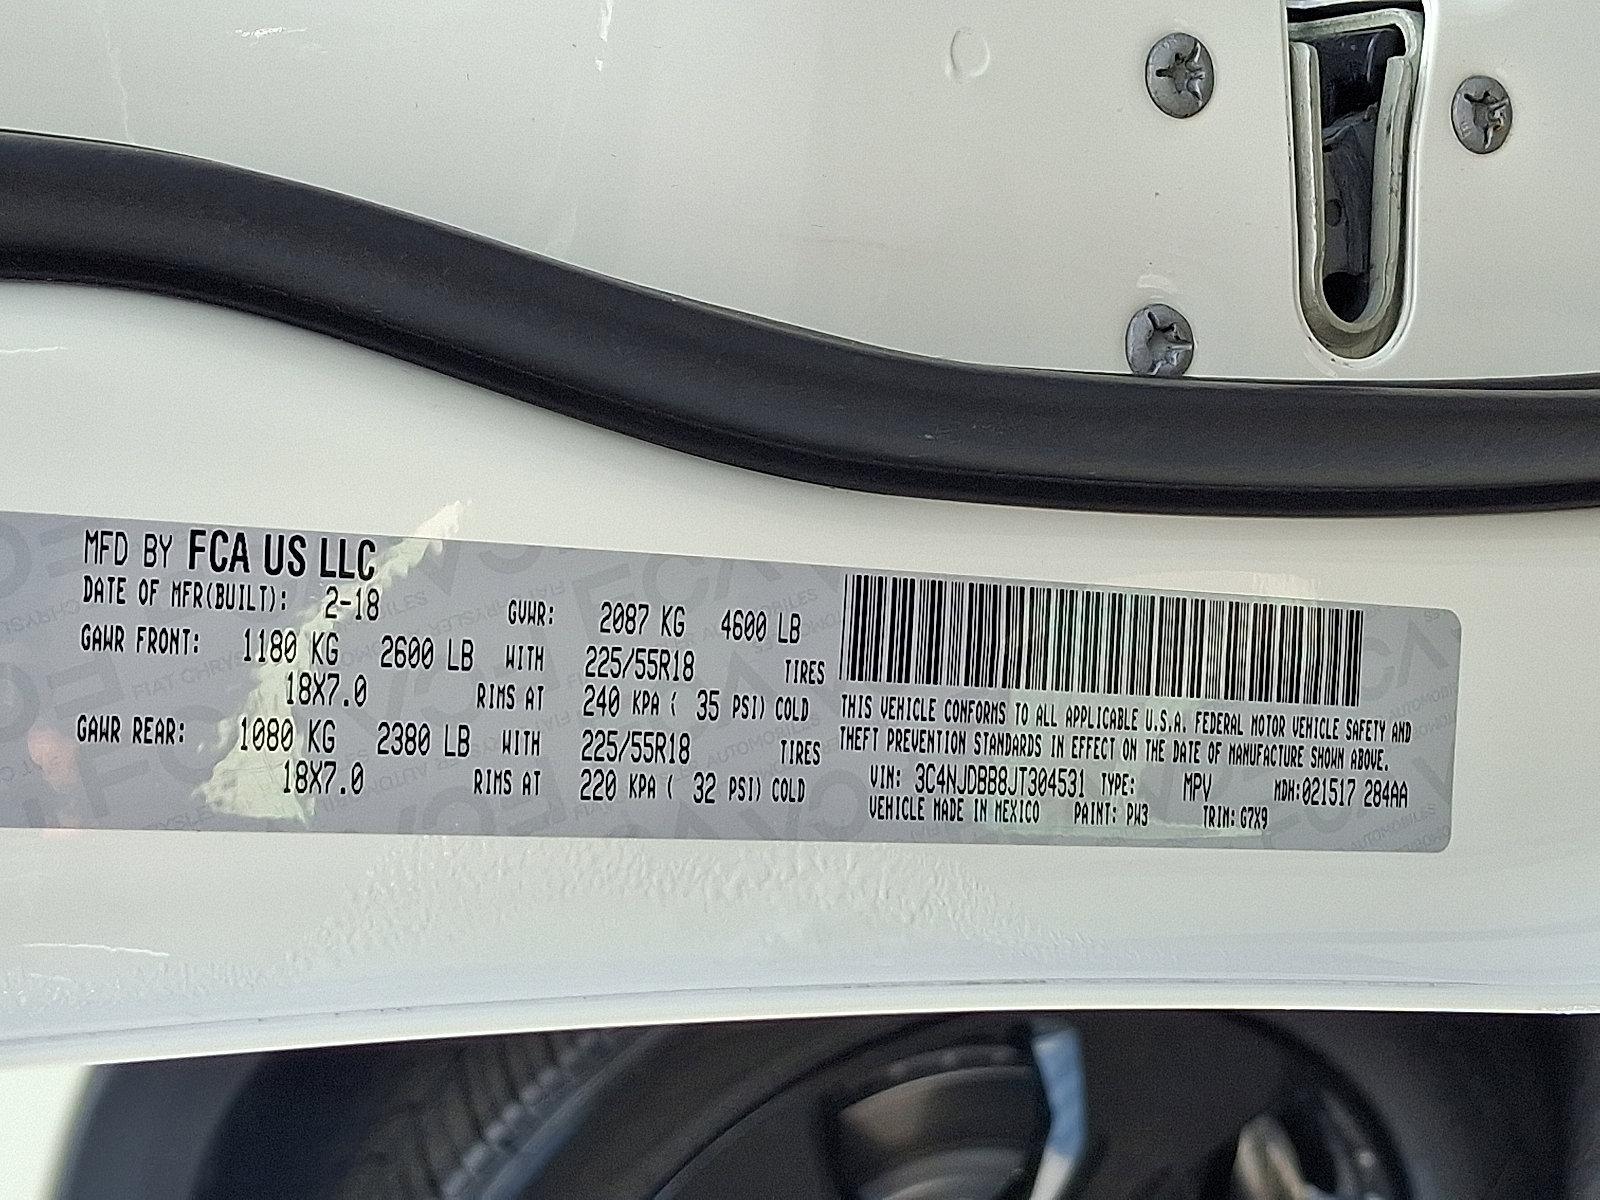 MFD BY FCA US LLC
DATE OF MFR(BUILT): 2-18 GVWR: 2087 KG 4600 LB
GAWR FRONT: 1180 KG 2600 LB WITH 225/55R18 TIRES
18X7.0 RIMS AT 240 KPA ( 35 PSI) COLD
GAWR REAR: 1080 KG 2380 LB WITH 225/55R18 TIRES
18X7.0 RIMS AT 220 KPA ( 32 PSI) COLD
THIS VEHICLE CONFORMS TO ALL APPLICABLE U.S.A. FEDERAL MOTOR VEHICLE SAFETY AND
THEFT PREVENTION STANDARDS IN EFFECT ON THE DATE OF MANUFACTURE SHOWN ABOVE.
VIN: 3C4NJDBB8JT304531 TYPE: MPV MDH:021517 284AA
VEHICLE MADE IN MEXICO PAINT: PW3 TRIM: G7X9